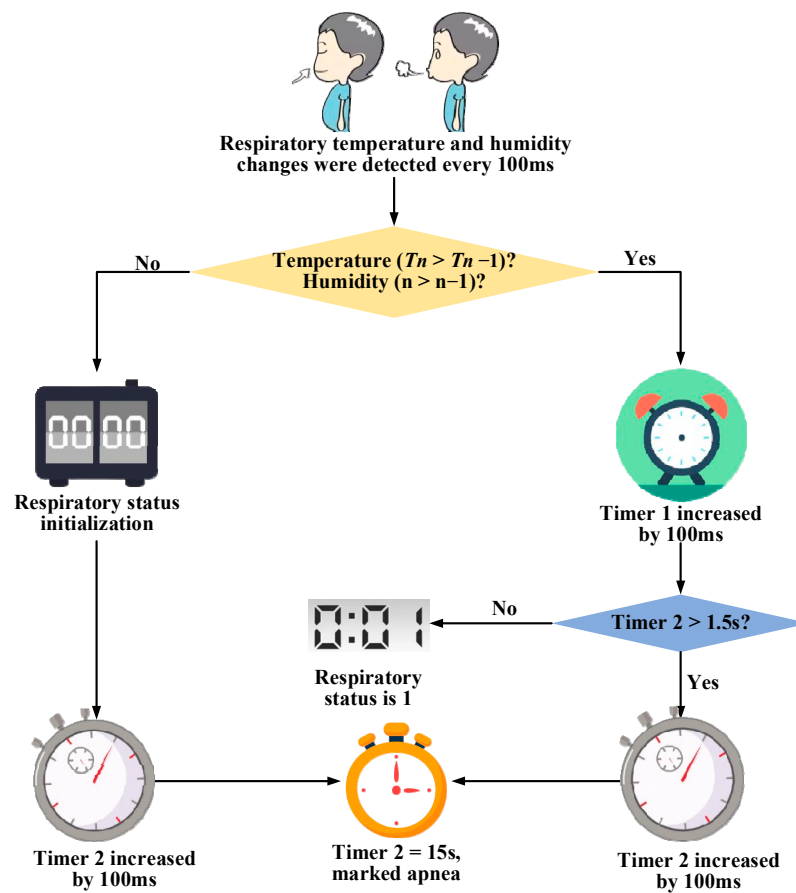 Respiratory temperature and humidity
changes were detected every 100ms
No
Temperature (Tn > Tn −1)?
Humidity (n > n−1)?
Yes
00 00
Respiratory status
initialization
Timer 1 increased
by 100ms
0:01
No
Timer 2 > 1.5s?
Respiratory
status is 1
Yes
Timer 2 increased
by 100ms
Timer 2 = 15s,
marked apnea
Timer 2 increased
by 100ms